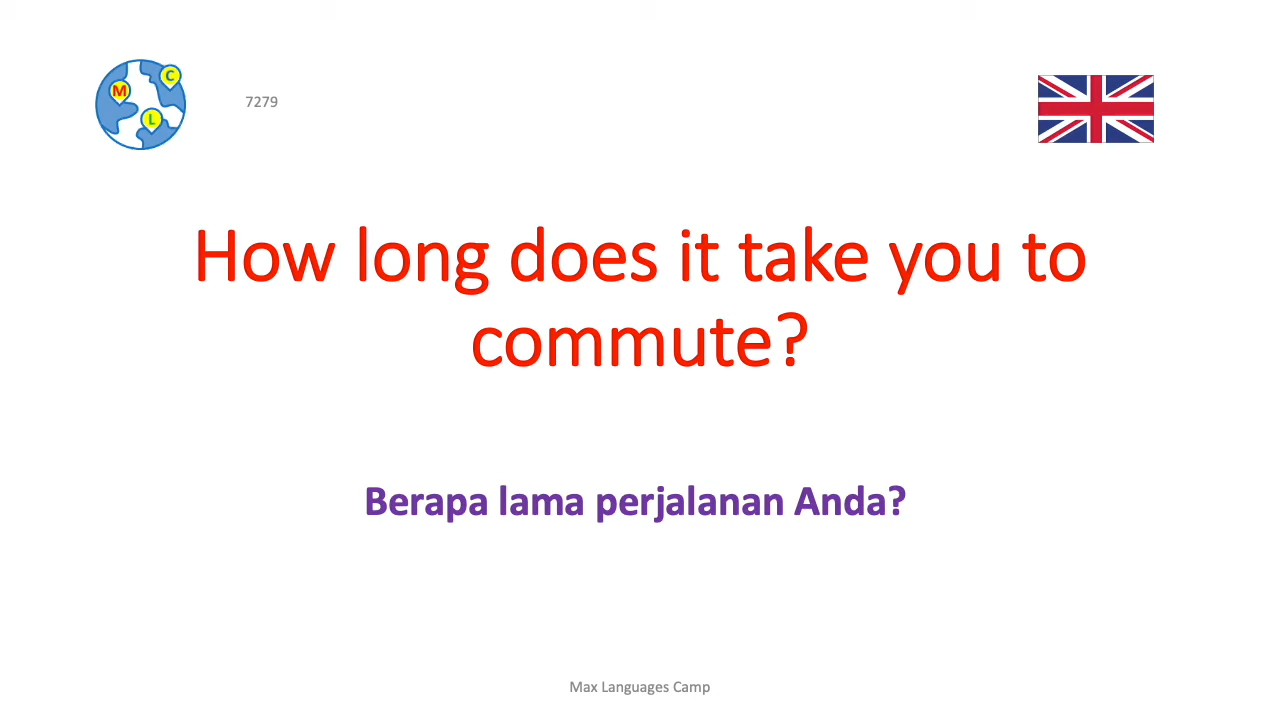 M
C
L
7279
How long does it take you to
commute?
Berapa lama perjalanan Anda?
Max Languages Camp